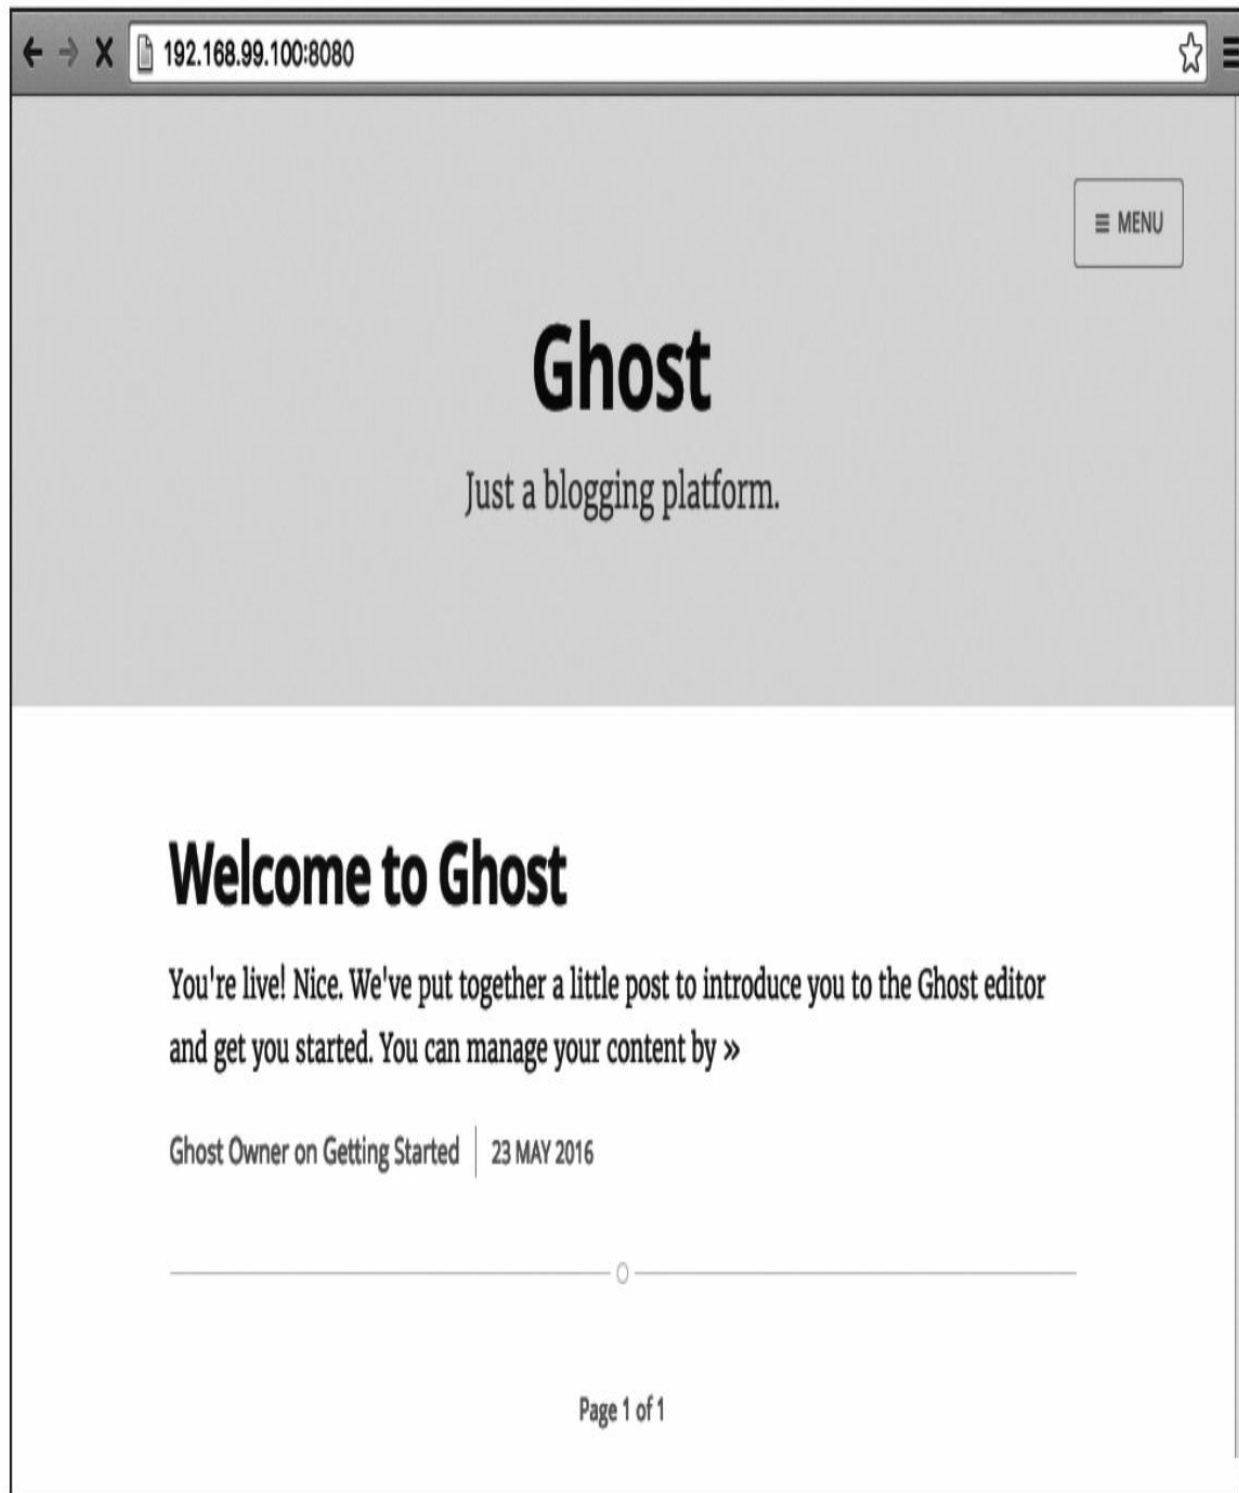 192.168.99.100:8080
MENU
Ghost
Just a blogging platform.
Welcome to Ghost
You're live! Nice. We've put together a little post to introduce you to the Ghost editor
and get you started. You can manage your content by »
Ghost Owner on Getting Started 23 MAY 2016
Page 1 of 1